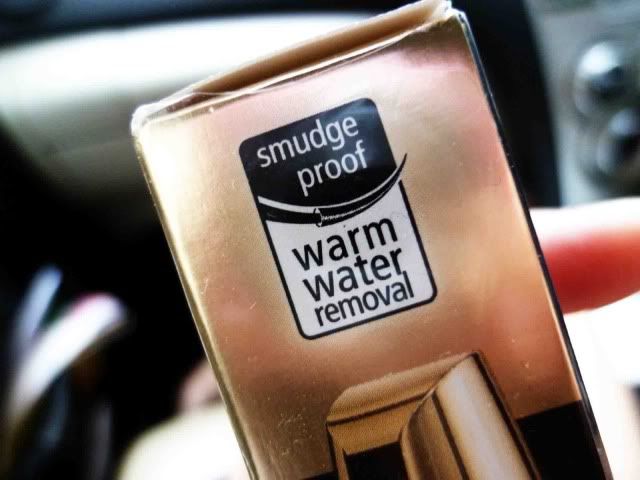 smudge
proof
warm
water
removal